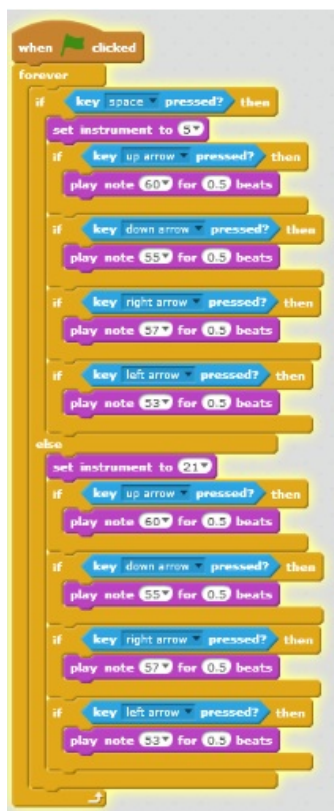 when clicked
forever
if key space pressed? then
set instrument to 5
if key up arrow pressed? then
play note 60 for 0.5 beats
if key down arrow pressed? then
play note 55 for 0.5 beats
if key right arrow pressed? then
play note 57 for 0.5 beats
if key left arrow pressed? then
play note 53 for 0.5 beats
else
set instrument to 21
if key up arrow pressed? then
play note 60 for 0.5 beats
if key down arrow pressed? then
play note 55 for 0.5 beats
if key right arrow pressed? then
play note 57 for 0.5 beats
if key left arrow pressed? then
play note 53 for 0.5 beats